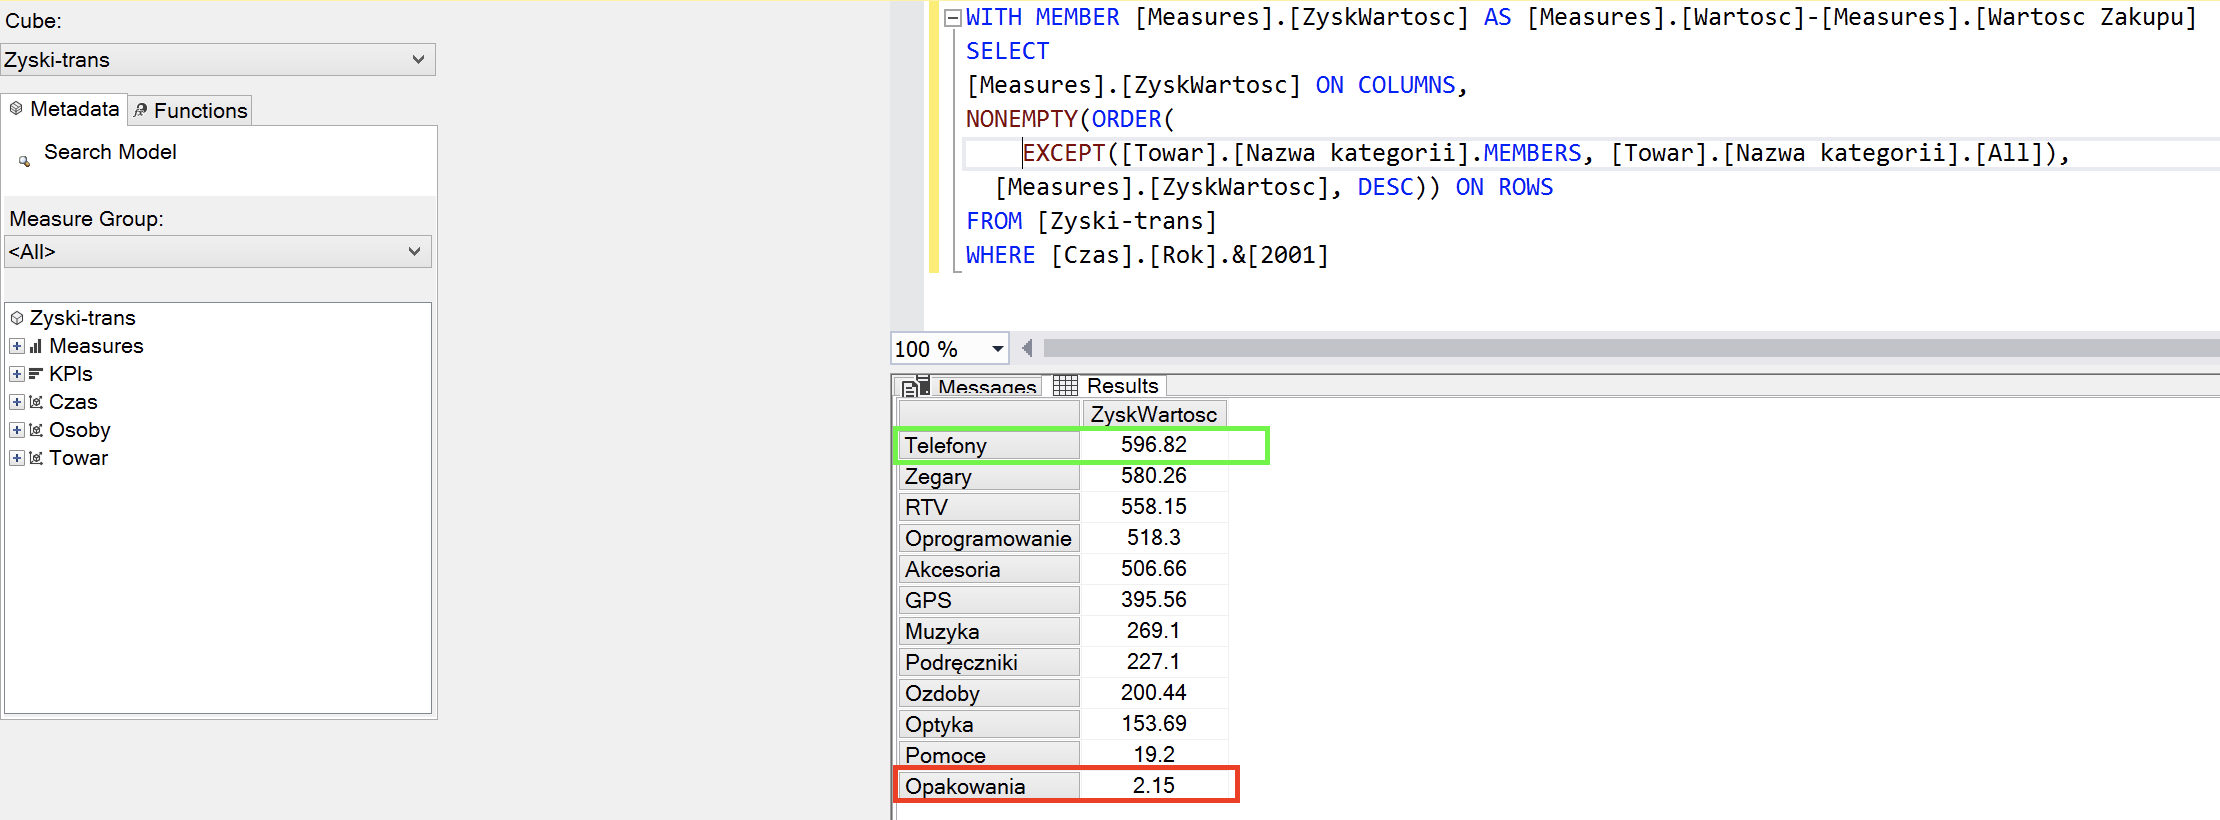 Cube:
Zyski-trans
Metadata Functions
Search Model
Measure Group:
<All>
Zyski-trans
Measures
KPIs
Czas
Osoby
Towar
WITH MEMBER [Measures].[ZyskWartosc] AS [Measures].[Wartosc]-[Measures].[Wartosc Zakupu]
SELECT
[Measures].[ZyskWartosc] ON COLUMNS,
NONEMPTY(ORDER(
EXCEPT([Towar].[Nazwa kategorii].MEMBERS, [Towar].[Nazwa kategorii].[All]),
[Measures].[ZyskWartosc], DESC)) ON ROWS
FROM [Zyski-trans]
WHERE [Czas].[Rok].&[2001]
100 %
Messages Results
ZyskWartosc
Telefony 596.82
Zegary 580.26
RTV 558.15
Oprogramowanie 518.3
Akcesoria 506.66
GPS 395.56
Muzyka 269.1
Podręczniki 227.1
Ozdoby 200.44
Optyka 153.69
Pomoce 19.2
Opakowania 2.15